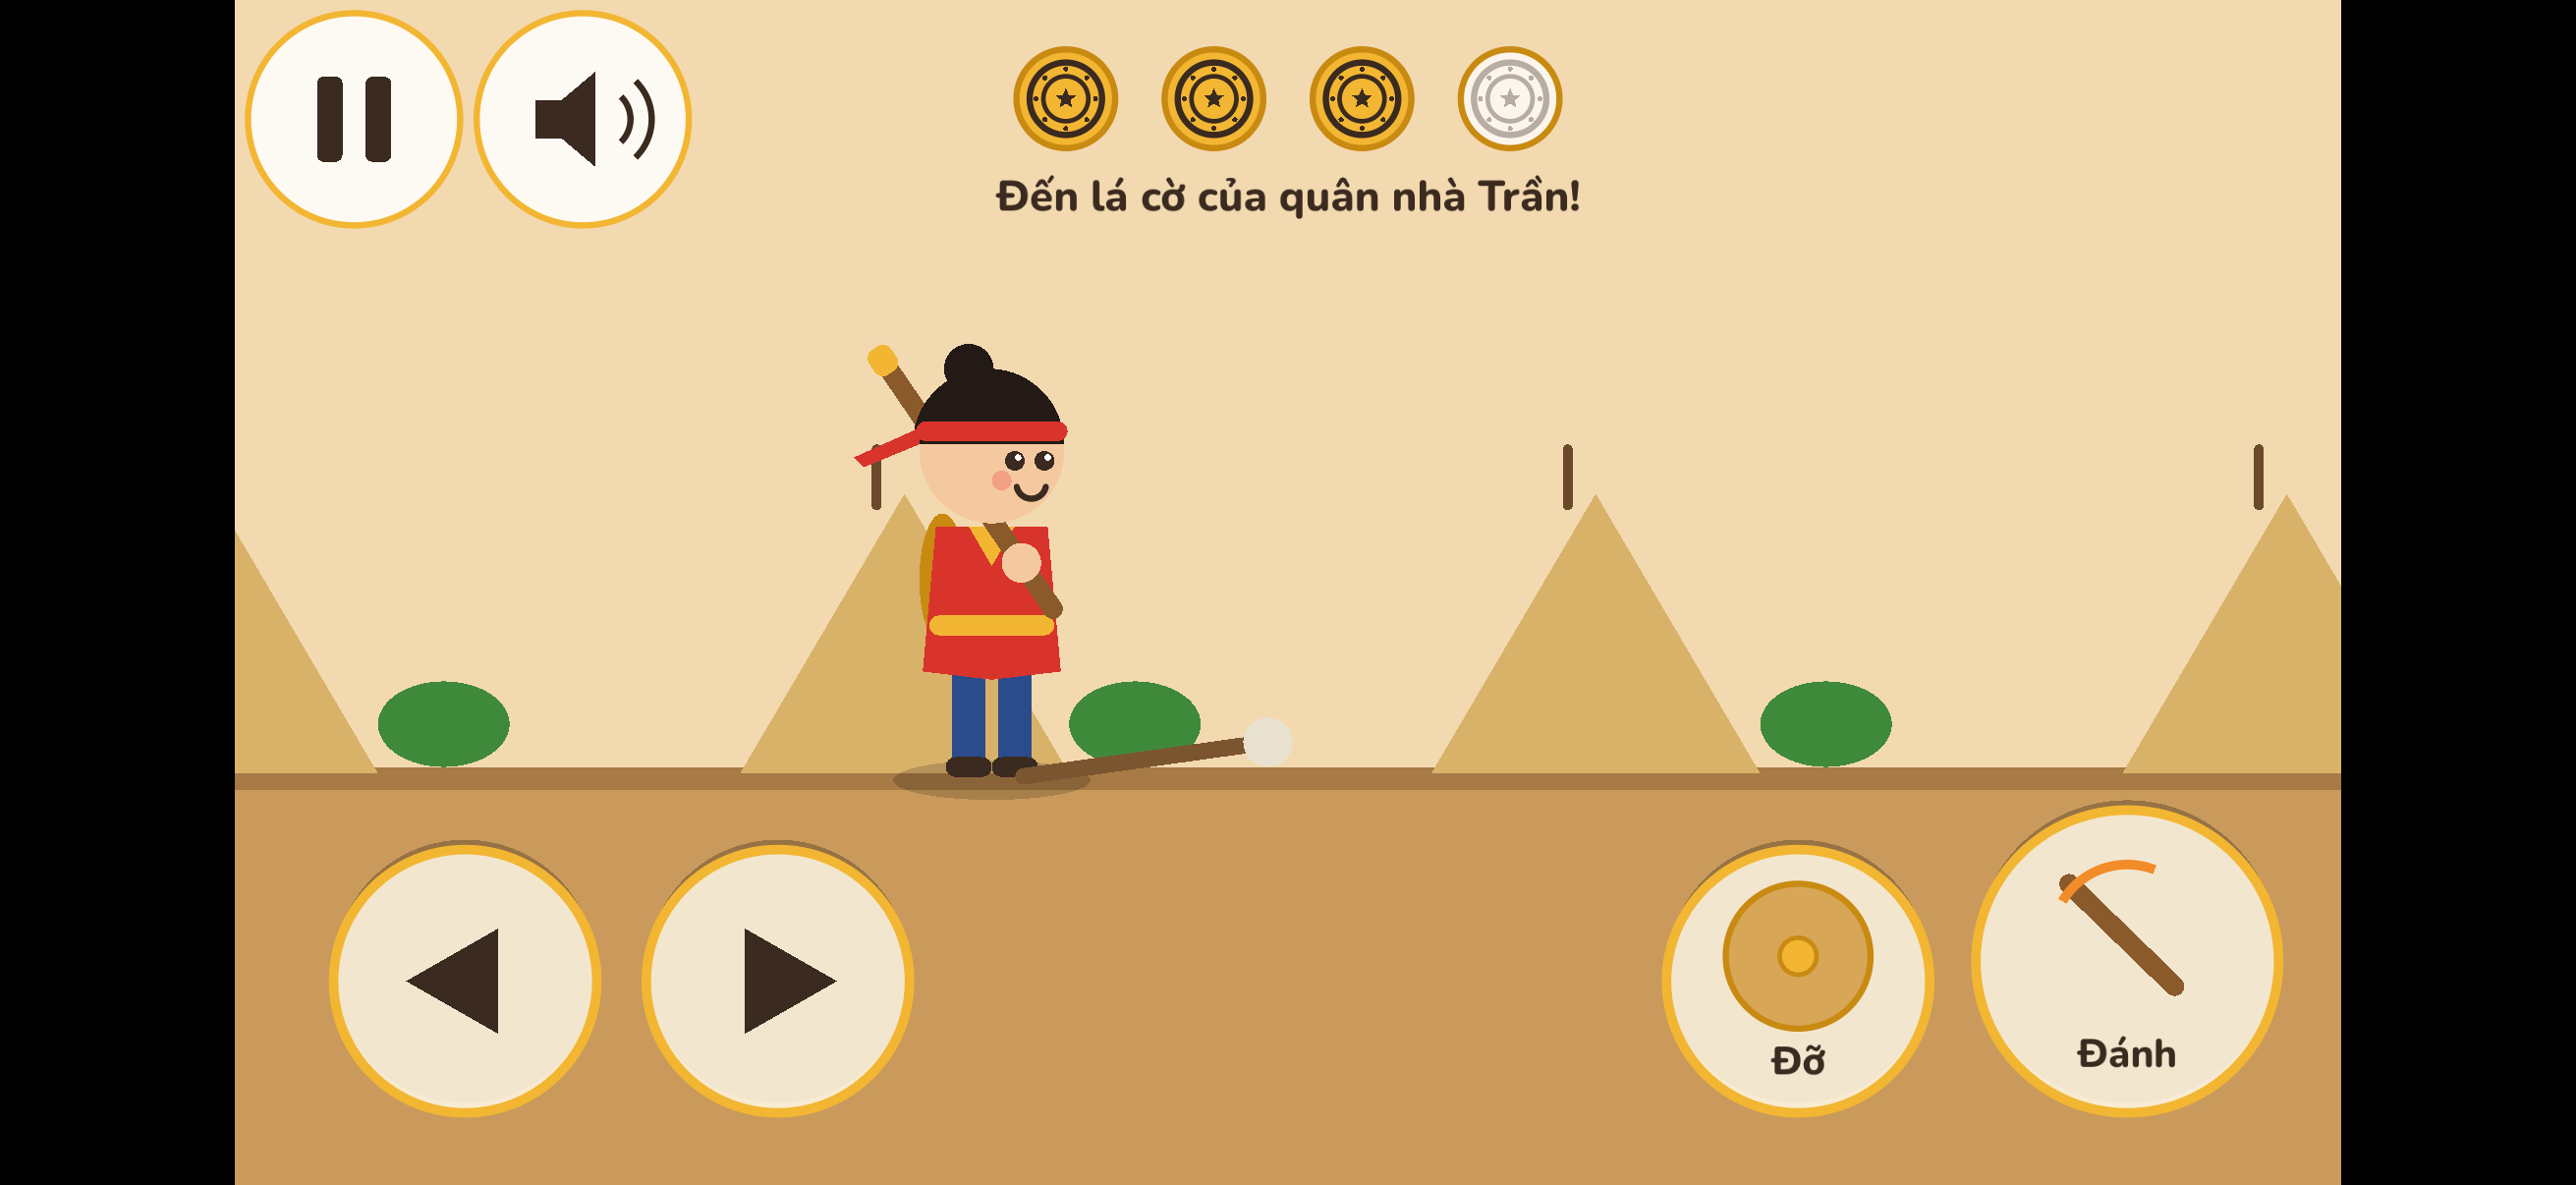 Đến lá cờ của quân nhà Trần!
Đỡ
Đánh